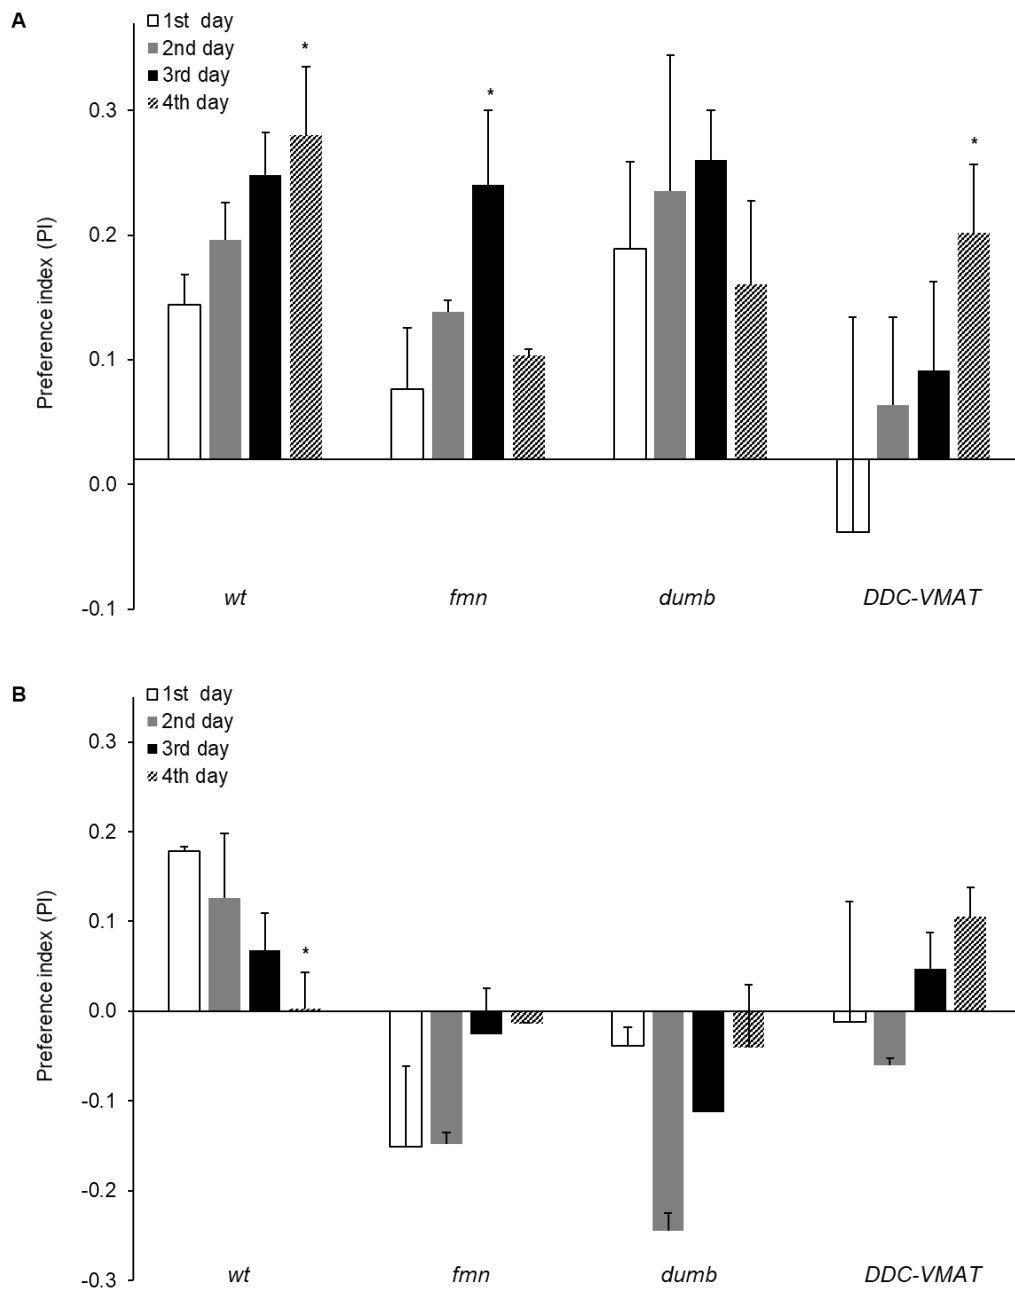 A
1st day
2nd day
3rd day
4th day
*
*
*
0.3
0.2
0.1
0.0
-0.1
Preference index (PI)
wt
fmn
dumb
DDC-VMAT
B
1st day
2nd day
3rd day
4th day
*
0.3
0.2
0.1
0.0
-0.1
-0.2
-0.3
Preference index (PI)
wt
fmn
dumb
DDC-VMAT